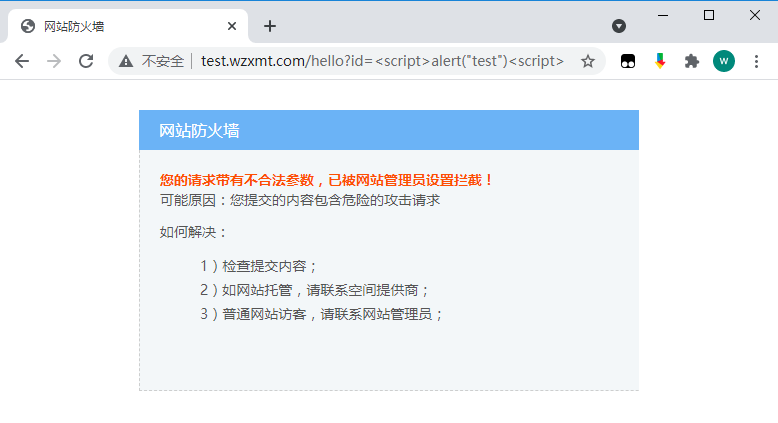 网站防火墙
不安全 | test.wzxmt.com/hello?id=<script>alert("test")<script>
W
网站防火墙
您的请求带有不合法参数，已被网站管理员设置拦截！
可能原因：您提交的内容包含危险的攻击请求
如何解决：
1）检查提交内容；
2）如网站托管，请联系空间提供商；
3）普通网站访客，请联系网站管理员；